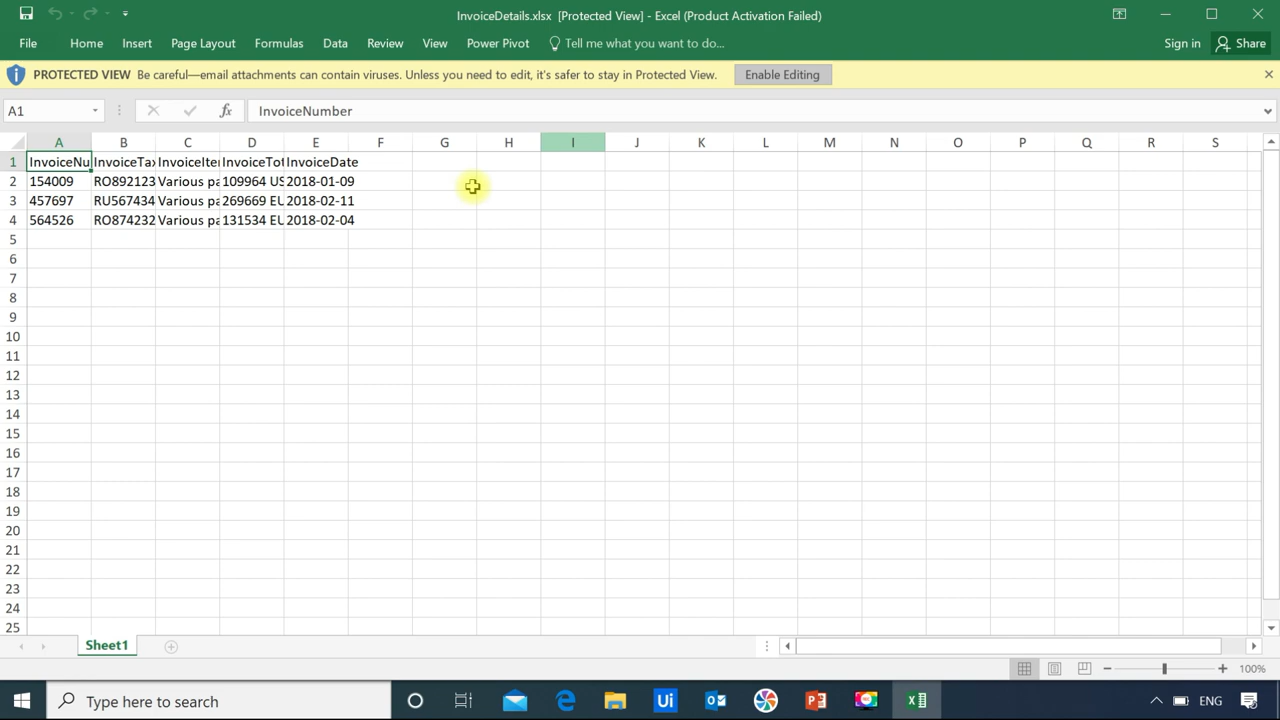 InvoiceDetails.xlsx [Protected View] - Excel (Product Activation Failed)
File Home Insert Page Layout Formulas Data Review View Power Pivot Tell me what you want to do... Sign in Share
PROTECTED VIEW Be careful—email attachments can contain viruses. Unless you need to edit, it's safer to stay in Protected View. Enable Editing
A1 fx InvoiceNumber
A B C D E F G H I J K L M N O P Q R S
1 InvoiceNu InvoiceTax InvoiceIter InvoiceTot InvoiceDate
2 154009 RO892123 Various pa 109964 US 2018-01-09
3 457697 RU567434 Various pa 269669 EU 2018-02-11
4 564526 RO874232 Various pa 131534 EU 2018-02-04
5
6
7
8
9
10
11
12
13
14
15
16
17
18
19
20
21
22
23
24
25
Sheet1
100%
Type here to search Ui ENG